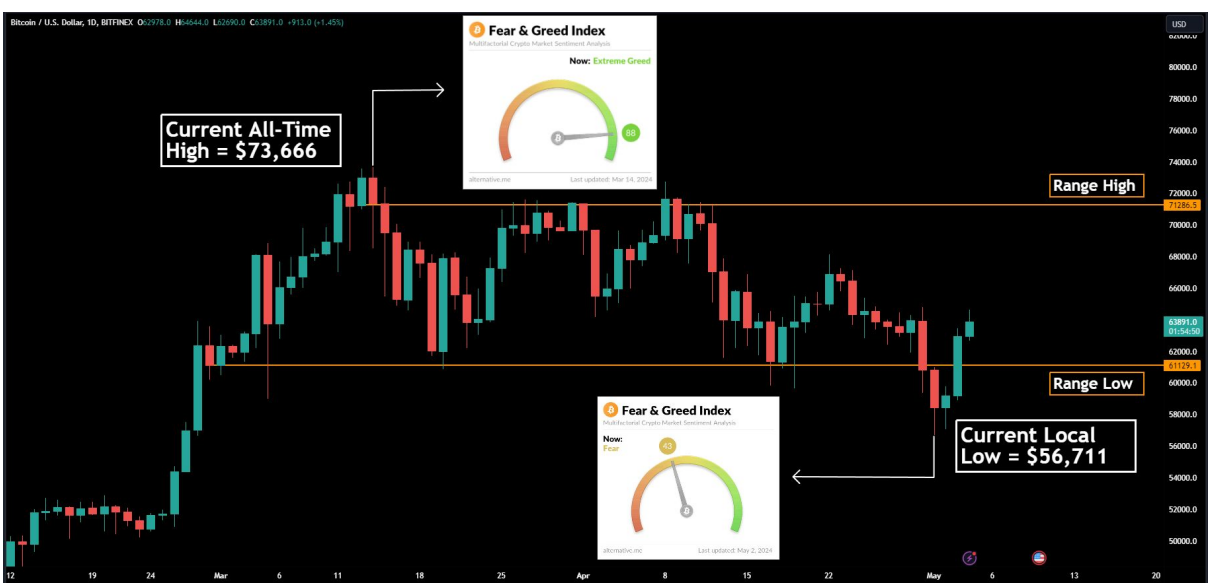 Bitcoin / U.S. Dollar, 1D, BITFINEX O62978.0 H64644.0 L62690.0 C63891.0 +913.0 (+1.45%)
USD
82000.0
Fear & Greed Index
Multifactorial Crypto Market Sentiment Analysis
Now: Extreme Greed
88
alternative.me
Last updated: Mar 14, 2024
Current All-Time
High = $73,666
80000.0
78000.0
76000.0
74000.0
Range High
72000.0
71286.5
70000.0
68000.0
66000.0
63891.0
01:54:50
62000.0
61129.1
60000.0
Range Low
58000.0
56000.0
54000.0
52000.0
50000.0
Fear & Greed Index
Multifactorial Crypto Market Sentiment Analysis
Now:
Fear
43
alternative.me
Last updated: May 2, 2024
Current Local
Low = $56,711
12 19 24 Mar 6 11 18 25 Apr 8 15 22 May 6 13 20